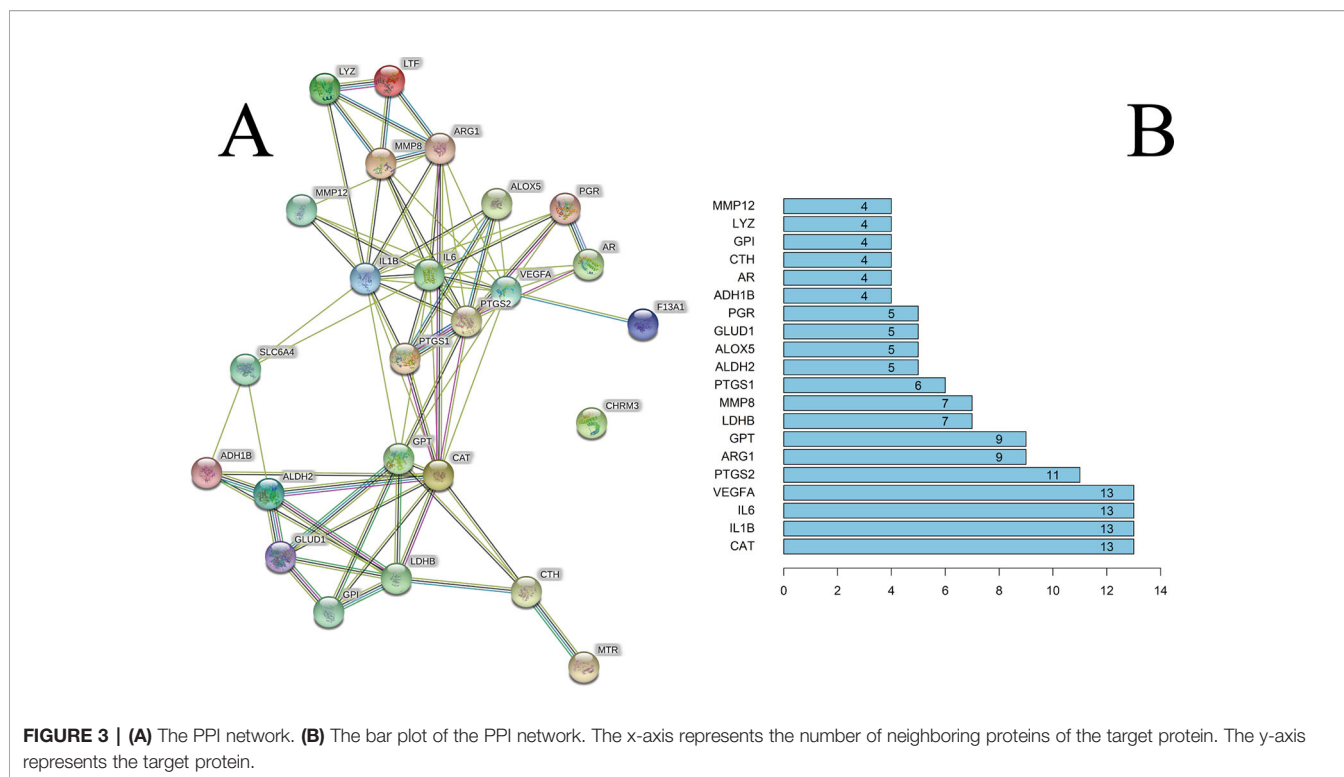 A
B
LYZ
LTF
ARG1
MMP8
MMP12
ALOX5
PGR
AR
IL1B
IL6
VEGFA
PTGS2
F13A1
PTGS1
SLC6A4
CHRM3
GPT
CAT
ADH1B
ALDH2
GLUD1
LDHB
GPI
CTH
MTR
MMP12 4
LYZ 4
GPI 4
CTH 4
AR 4
ADH1B 4
PGR 5
GLUD1 5
ALOX5 5
ALDH2 5
PTGS1 6
MMP8 7
LDHB 7
GPT 9
ARG1 9
PTGS2 11
VEGFA 13
IL6 13
IL1B 13
CAT 13
0 2 4 6 8 10 12 14
FIGURE 3 | (A) The PPI network. (B) The bar plot of the PPI network. The x-axis represents the number of neighboring proteins of the target protein. The y-axis
represents the target protein.